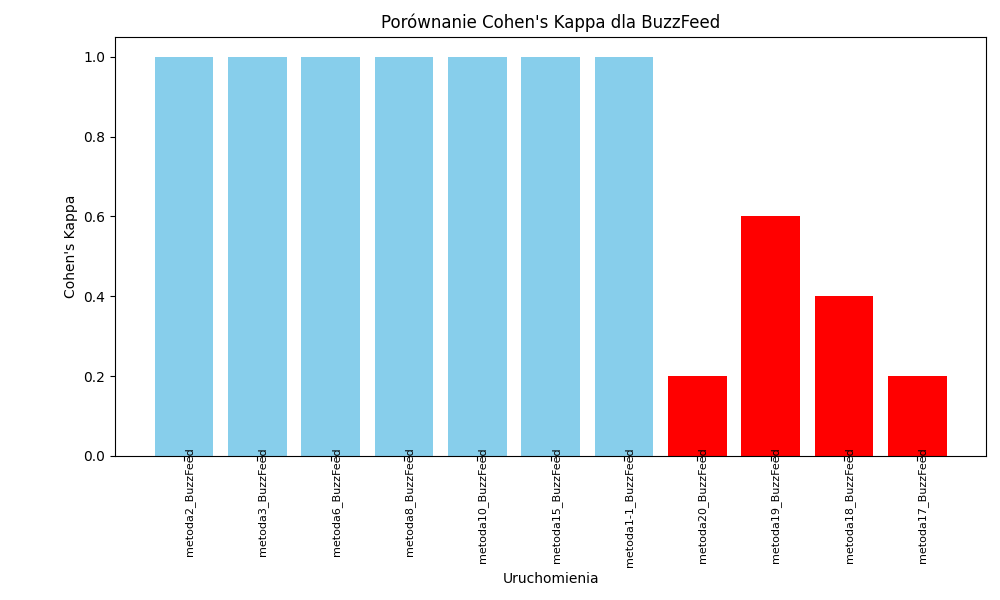 Porównanie Cohen's Kappa dla BuzzFeed
Cohen's Kappa
1.0
0.8
0.6
0.4
0.2
0.0
metoda2_BuzzFeed
metoda3_BuzzFeed
metoda6_BuzzFeed
metoda8_BuzzFeed
metoda10_BuzzFeed
metoda15_BuzzFeed
metoda1-1_BuzzFeed
metoda20_BuzzFeed
metoda19_BuzzFeed
metoda18_BuzzFeed
metoda17_BuzzFeed
Uruchomienia